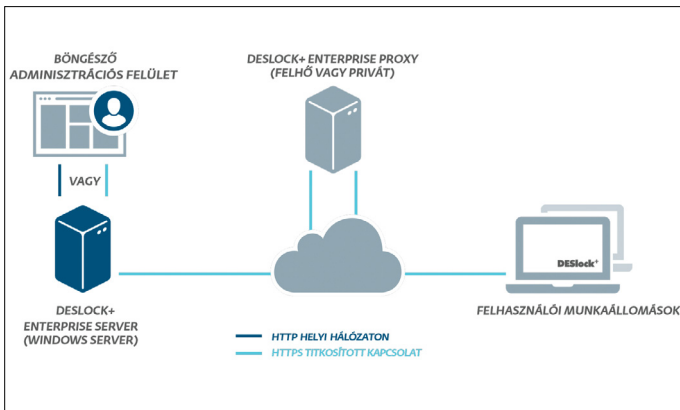 BÖNGÉSZŐ
ADMINISZTRÁCIÓS FELÜLET
VAGY
DESLOCK+
ENTERPRISE SERVER
(WINDOWS SERVER)
DESLOCK+ ENTERPRISE PROXY
(FELHŐ VAGY PRIVÁT)
DESlock+
FELHASZNÁLÓI MUNKAÁLLOMÁSOK
HTTP HELYI HÁLÓZATON
HTTPS TITKOSÍTOTT KAPCSOLAT